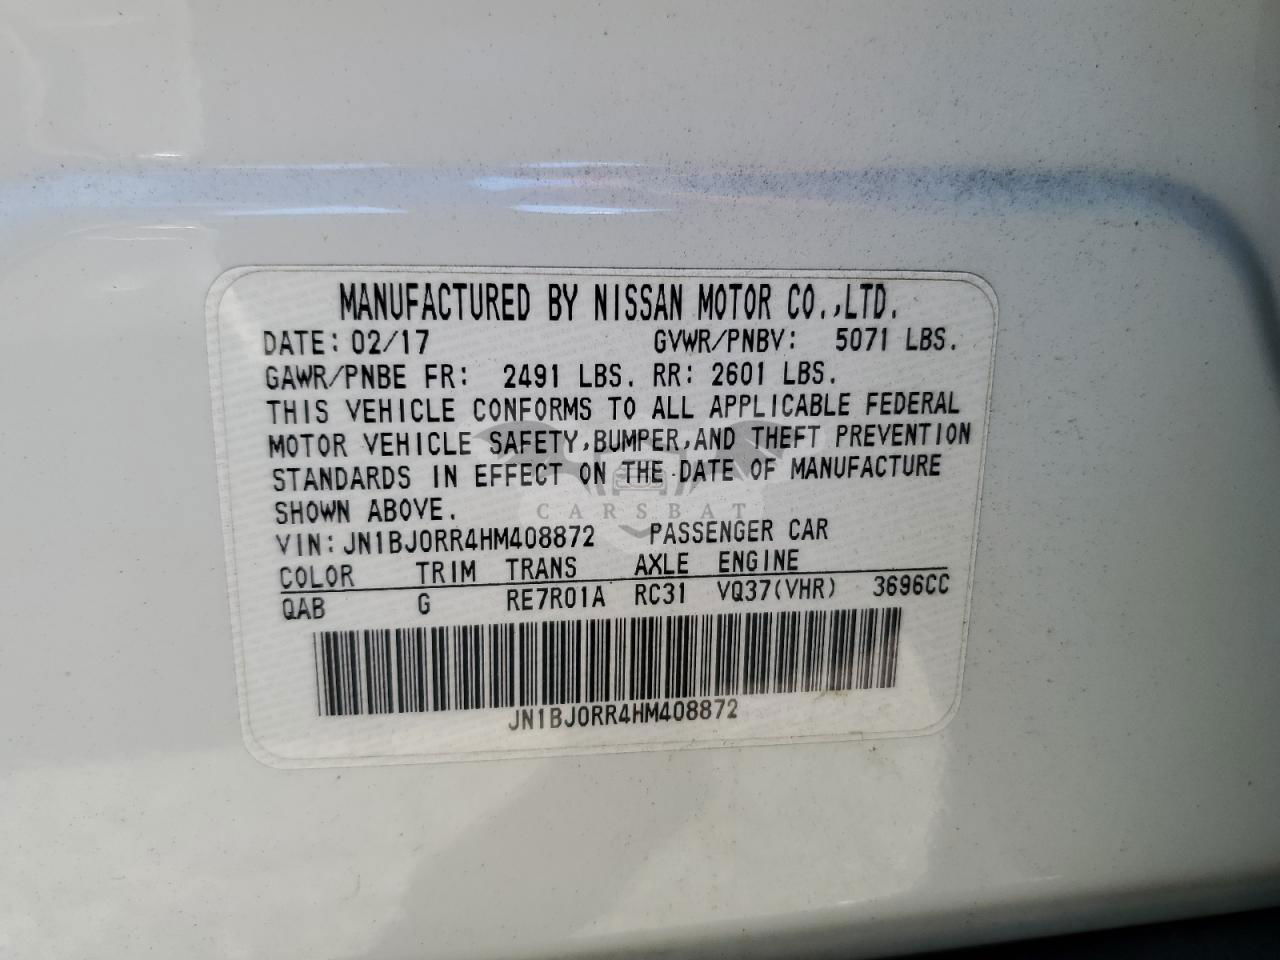 MANUFACTURED BY NISSAN MOTOR CO.,LTD.
DATE: 02/17 GVWR/PNBV: 5071 LBS.
GAWR/PNBE FR: 2491 LBS. RR: 2601 LBS.
THIS VEHICLE CONFORMS TO ALL APPLICABLE FEDERAL
MOTOR VEHICLE SAFETY,BUMPER,AND THEFT PREVENTION
STANDARDS IN EFFECT ON THE DATE OF MANUFACTURE
SHOWN ABOVE.
CARSBAT
VIN: JN1BJ0RR4HM408872 PASSENGER CAR
COLOR TRIM TRANS AXLE ENGINE
QAB G RE7R01A RC31 VQ37(VHR) 3696CC
JN1BJ0RR4HM408872